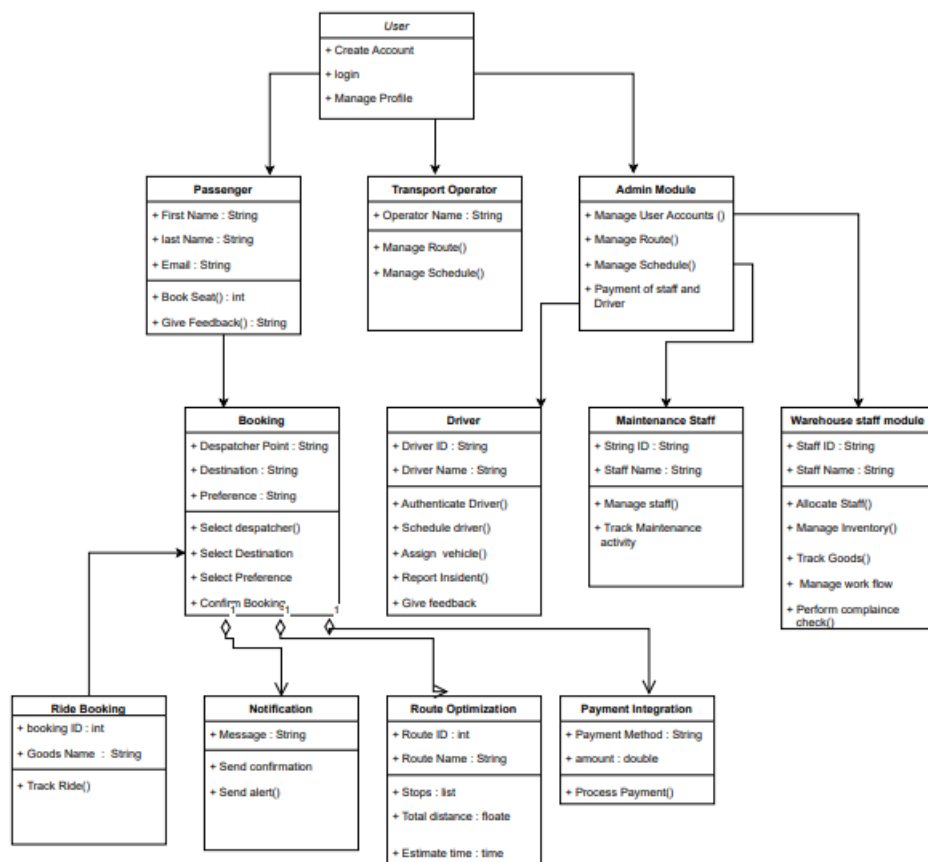 User
+ Create Account
+ login
+ Manage Profile
Passenger
+ First Name : String
+ last Name : String
+ Email : String
+ Book Seat() : int
+ Give Feedback() : String
Transport Operator
+ Operator Name : String
+ Manage Route()
+ Manage Schedule()
Admin Module
+ Manage User Accounts ()
+ Manage Route()
+ Manage Schedule()
+ Payment of staff and
Driver
Booking
+ Despatcher Point : String
+ Destination : String
+ Preference : String
+ Select despatcher()
+ Select Destination
+ Select Preference
+ Confirm Booking
1
1
1
Driver
+ Driver ID : String
+ Driver Name : String
+ Authenticate Driver()
+ Schedule driver()
+ Assign vehicle()
+ Report Insident()
+ Give feedback
Maintenance Staff
+ String ID : String
+ Staff Name : String
+ Manage staff()
+ Track Maintenance
activity
Warehouse staff module
+ Staff ID : String
+ Staff Name : String
+ Allocate Staff()
+ Manage Inventory()
+ Track Goods()
+ Manage work flow
+ Perform complaince
check()
Ride Booking
+ booking ID : int
+ Goods Name : String
+ Track Ride()
Notification
+ Message : String
+ Send confirmation
+ Send alert()
Route Optimization
+ Route ID : int
+ Route Name : String
+ Stops : list
+ Total distance : floate
+ Estimate time : time
Payment Integration
+ Payment Method : String
+ amount : double
+ Process Payment()